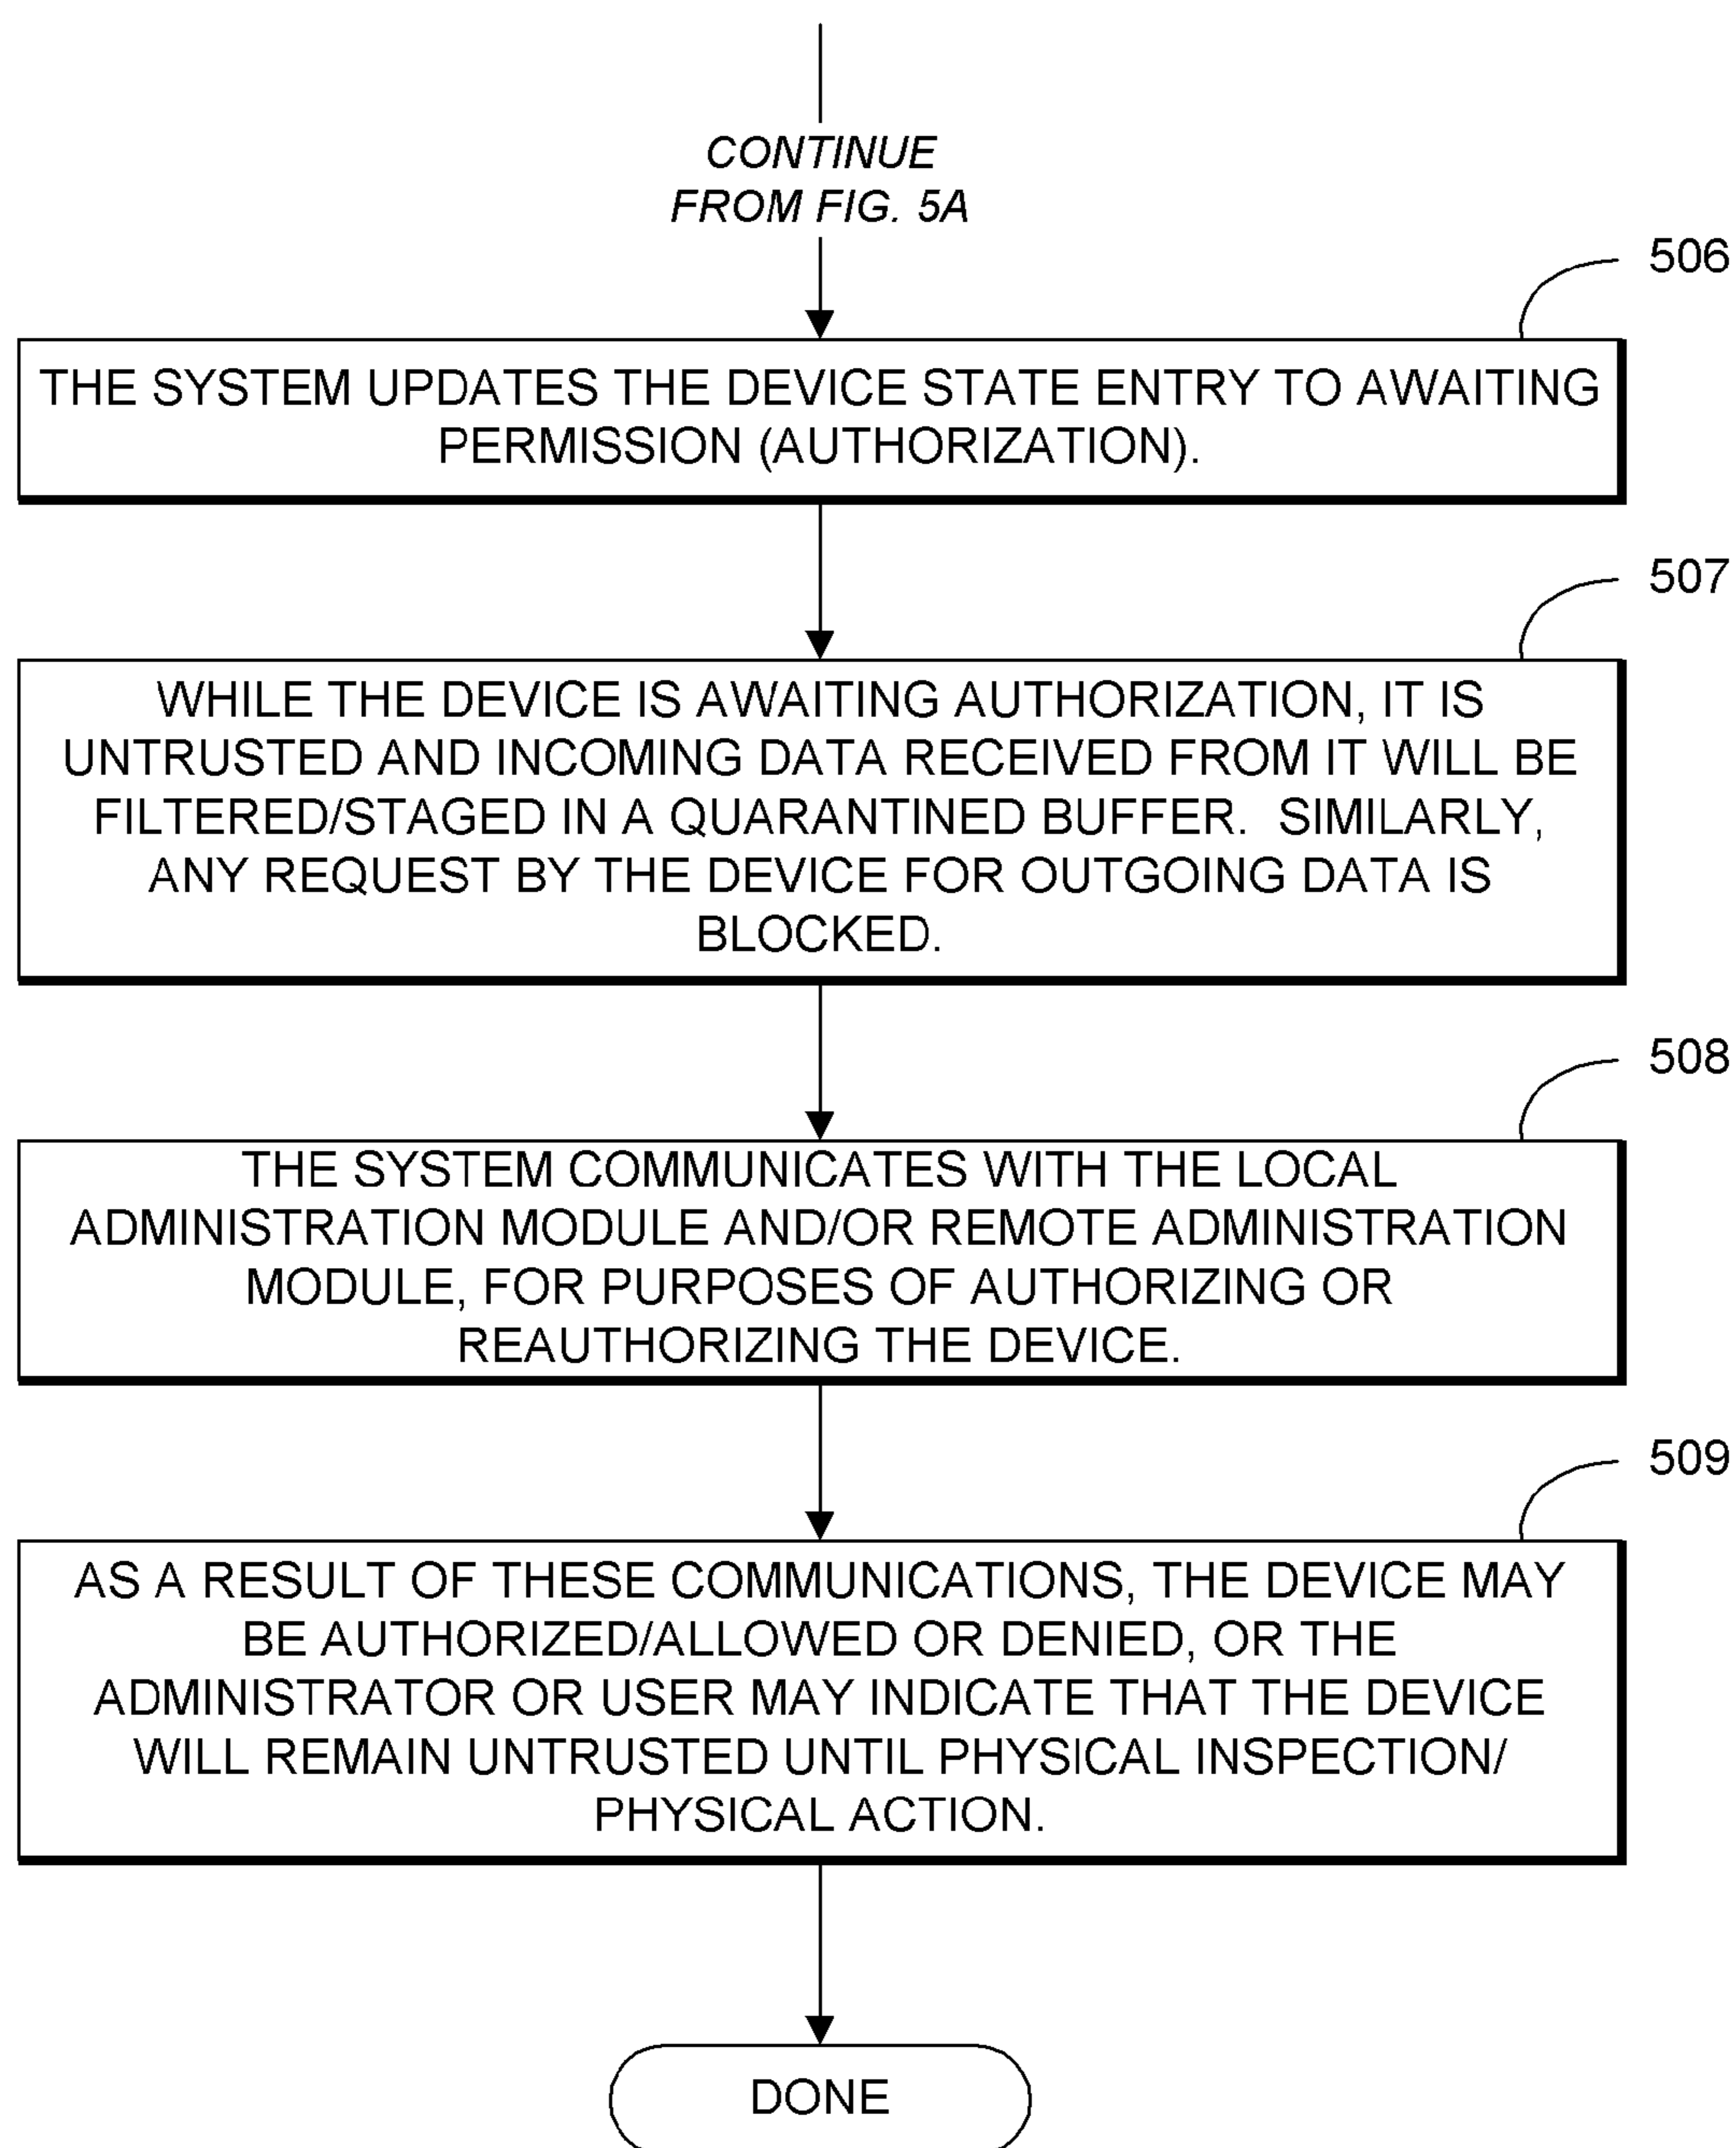 CONTINUE
FROM FIG. 5A
506
THE SYSTEM UPDATES THE DEVICE STATE ENTRY TO AWAITING
PERMISSION (AUTHORIZATION).
507
WHILE THE DEVICE IS AWAITING AUTHORIZATION, IT IS
UNTRUSTED AND INCOMING DATA RECEIVED FROM IT WILL BE
FILTERED/STAGED IN A QUARANTINED BUFFER.  SIMILARLY,
ANY REQUEST BY THE DEVICE FOR OUTGOING DATA IS
BLOCKED.
508
THE SYSTEM COMMUNICATES WITH THE LOCAL
ADMINISTRATION MODULE AND/OR REMOTE ADMINISTRATION
MODULE, FOR PURPOSES OF AUTHORIZING OR
REAUTHORIZING THE DEVICE.
509
AS A RESULT OF THESE COMMUNICATIONS, THE DEVICE MAY
BE AUTHORIZED/ALLOWED OR DENIED, OR THE
ADMINISTRATOR OR USER MAY INDICATE THAT THE DEVICE
WILL REMAIN UNTRUSTED UNTIL PHYSICAL INSPECTION/
PHYSICAL ACTION.
DONE